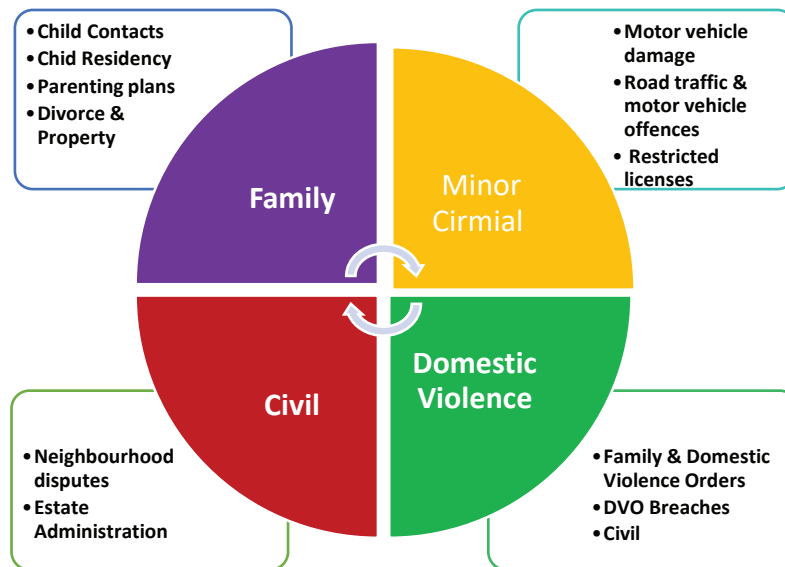 •Child Contacts
•Chid Residency
•Parenting plans
•Divorce &
Property
•Motor vehicle
damage
•Road traffic &
motor vehicle
offences
• Restricted
licenses
Family
Minor
Cirmial
Civil
Domestic
Violence
•Neighbourhood
disputes
•Estate
Administration
•Family & Domestic
Violence Orders
•DVO Breaches
•Civil